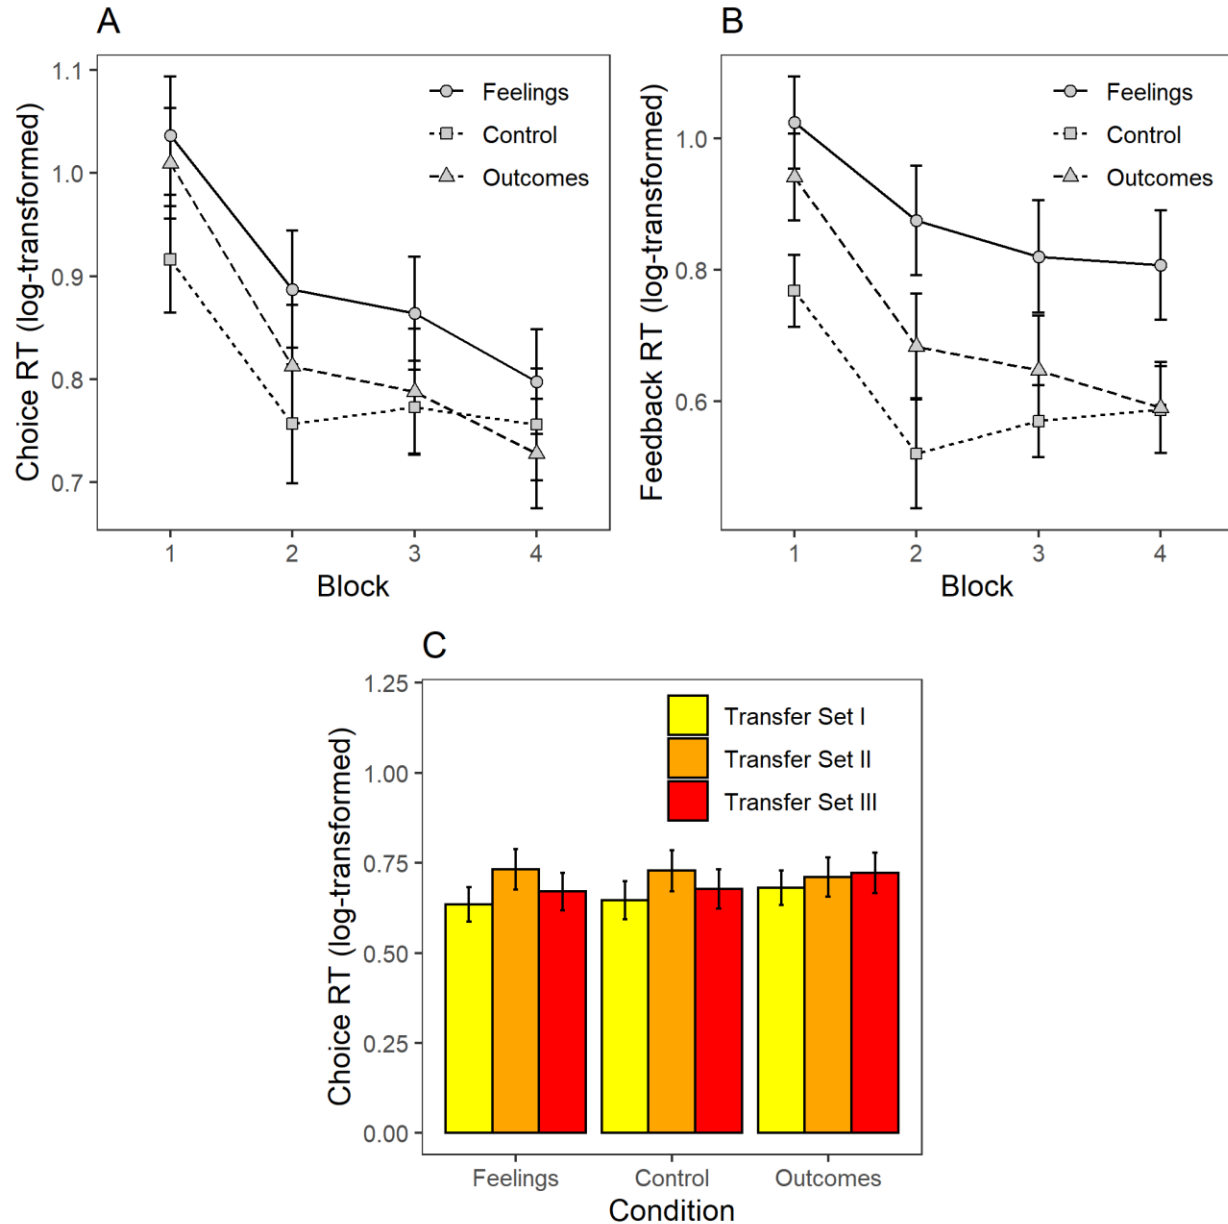 A
Choice RT (log-transformed)
1.1
1.0
0.9
0.8
0.7
Feelings
Control
Outcomes
1 2 3 4
Block
B
Feedback RT (log-transformed)
1.0
0.8
0.6
Feelings
Control
Outcomes
1 2 3 4
Block
C
Choice RT (log-transformed)
1.25
1.00
0.75
0.50
0.25
0.00
Transfer Set I
Transfer Set II
Transfer Set III
Feelings Control Outcomes
Condition